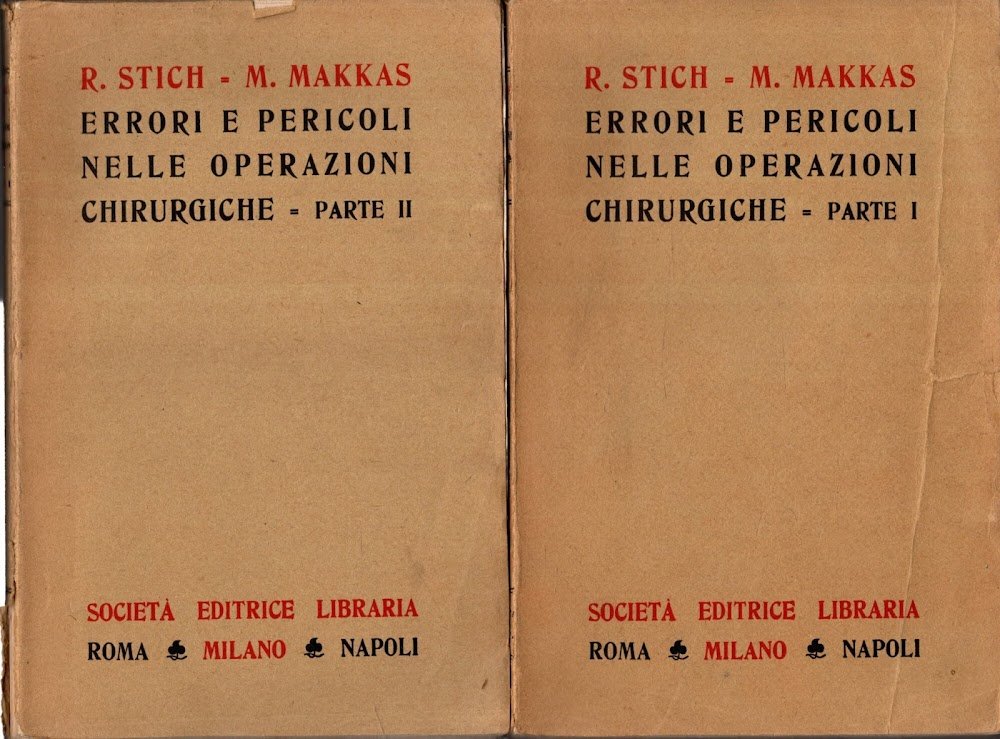 R. STICH = M. MAKKAS
ERRORI E PERICOLI
NELLE OPERAZIONI
CHIRURGICHE = PARTE II
SOCIETÀ EDITRICE LIBRARIA
ROMA MILANO NAPOLI
R. STICH = M. MAKKAS
ERRORI E PERICOLI
NELLE OPERAZIONI
CHIRURGICHE = PARTE I
SOCIETÀ EDITRICE LIBRARIA
ROMA MILANO NAPOLI